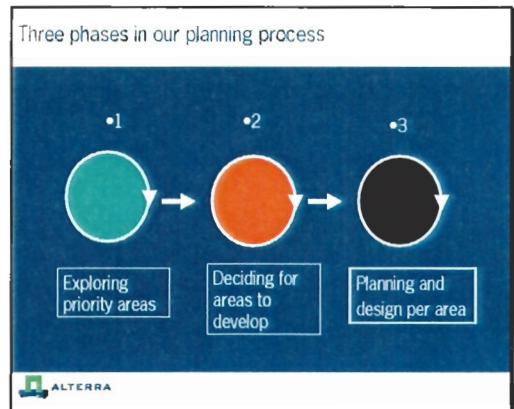 Three phases in our planning process
•1
•2
•3
Exploring
priority areas
Deciding for
areas to
develop
Planning and
design per area
ALTERRA